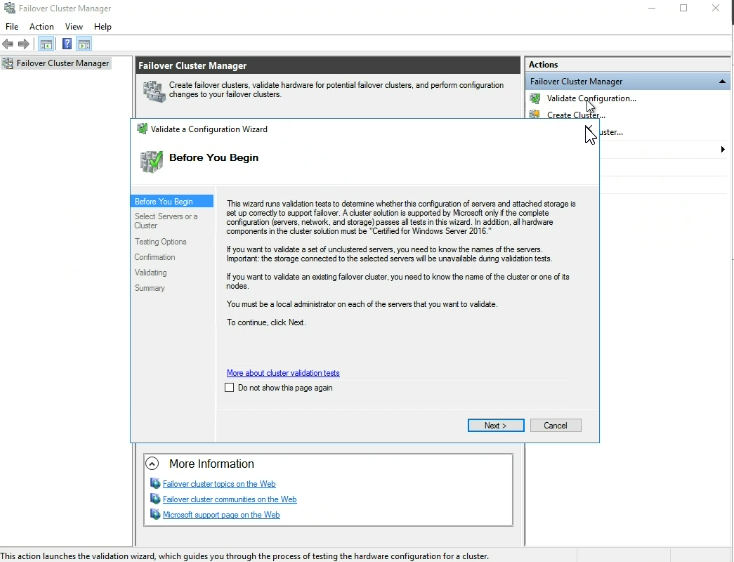 Failover Cluster Manager
File Action View Help
Failover Cluster Manager
Failover Cluster Manager
Create failover clusters, validate hardware for potential failover clusters, and perform configuration
changes to your failover clusters.
Actions
Failover Cluster Manager
Validate Configuration...
Create Cluster...
uster...
Validate a Configuration Wizard
Before You Begin
Before You Begin
Select Servers or a
Cluster
Testing Options
Confirmation
Validating
Summary
This wizard runs validation tests to determine whether this configuration of servers and attached storage is
set up correctly to support failover. A cluster solution is supported by Microsoft only if the complete
configuration (servers, network, and storage) passes all tests in this wizard. In addition, all hardware
components in the cluster solution must be "Certified for Windows Server 2016."
If you want to validate a set of unclustered servers, you need to know the names of the servers.
Important: the storage connected to the selected servers will be unavailable during validation tests.
If you want to validate an existing failover cluster, you need to know the name of the cluster or one of its
nodes.
You must be a local administrator on each of the servers that you want to validate.
To continue, click Next.
More about cluster validation tests
Do not show this page again
Next >
Cancel
More Information
Failover cluster topics on the Web
Failover cluster communities on the Web
Microsoft support page on the Web
This action launches the validation wizard, which guides you through the process of testing the hardware configuration for a cluster.